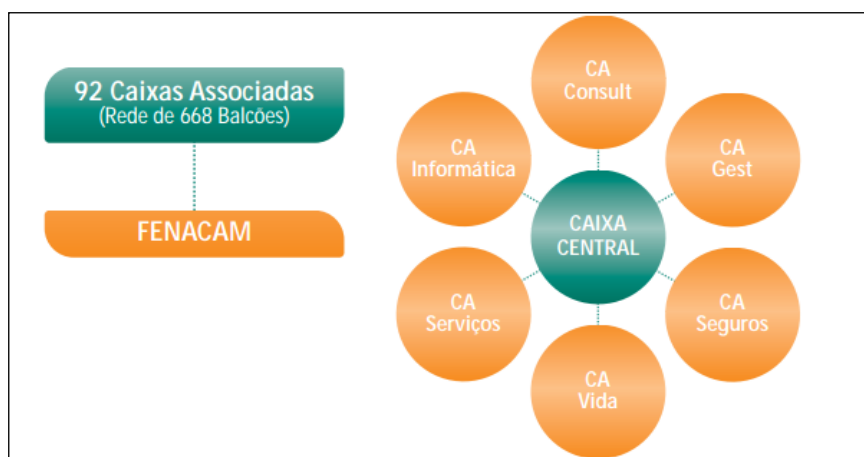 92 Caixas Associadas
(Rede de 668 Balcões)
FENACAM
CA
Consult
CA
Informática
CA
Gest
CAIXA
CENTRAL
CA
Serviços
CA
Seguros
CA
Vida